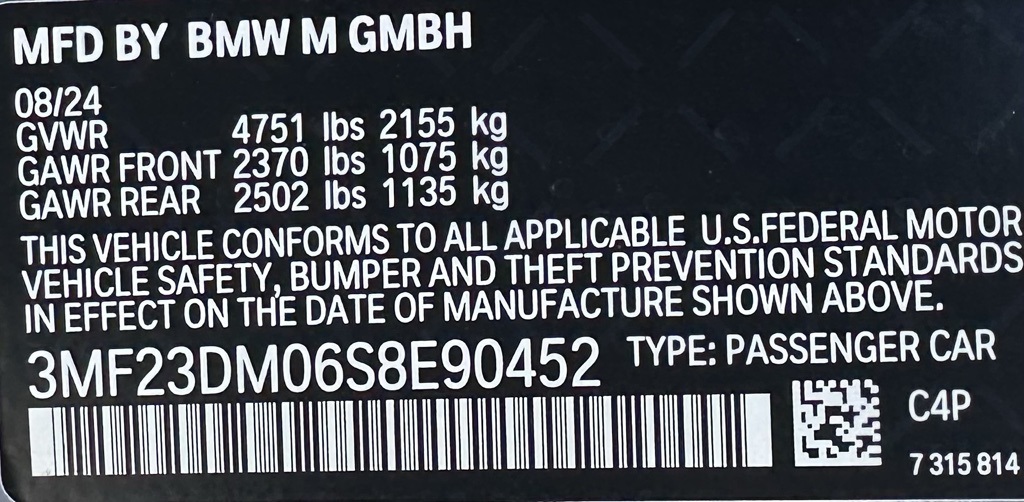 MFD BY BMW M GMBH
08/24
GVWR 4751 lbs 2155 kg
GAWR FRONT 2370 lbs 1075 kg
GAWR REAR 2502 lbs 1135 kg
THIS VEHICLE CONFORMS TO ALL APPLICABLE U.S.FEDERAL MOTOR
VEHICLE SAFETY, BUMPER AND THEFT PREVENTION STANDARDS
IN EFFECT ON THE DATE OF MANUFACTURE SHOWN ABOVE.
3MF23DM06S8E90452 TYPE: PASSENGER CAR
C4P
7 315 814